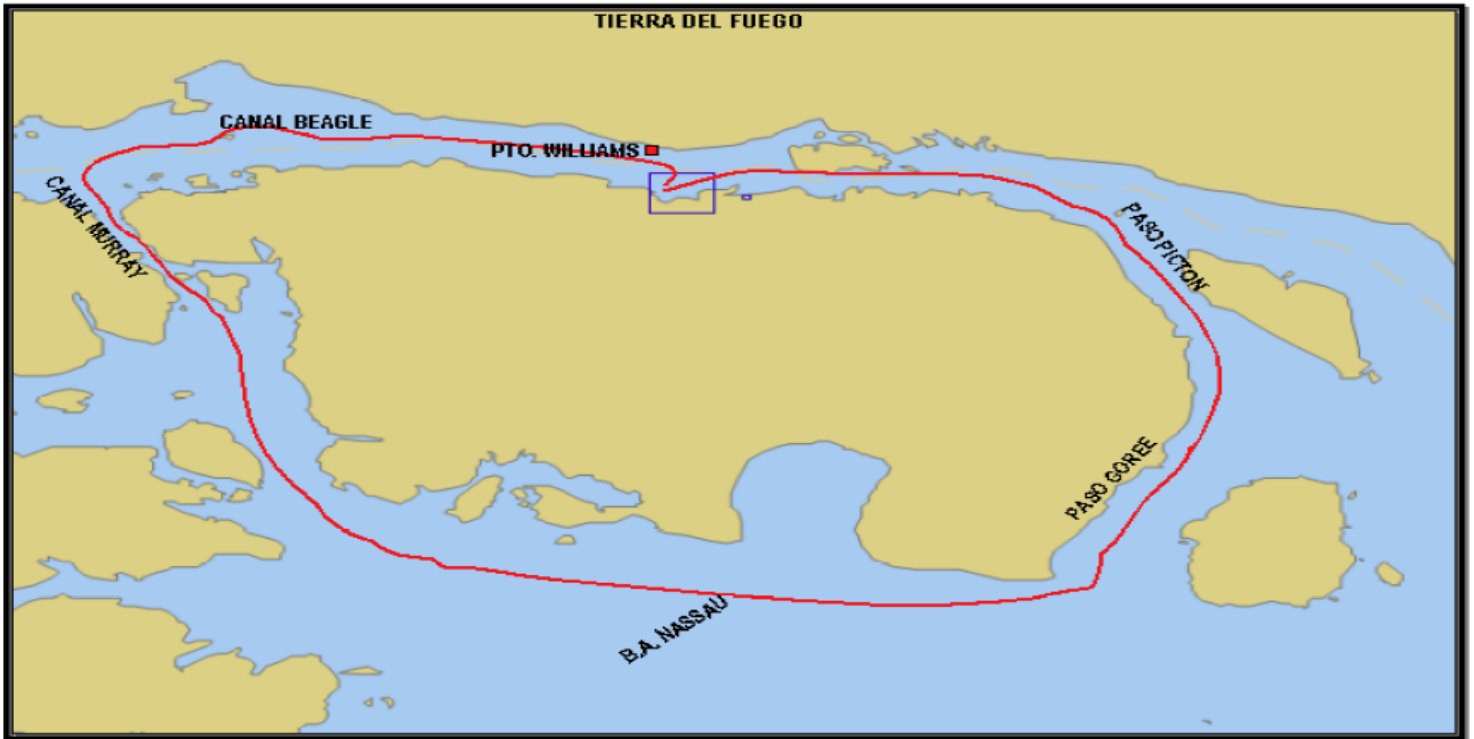 TIERRA DEL FUEGO
CANAL BEAGLE
PTO. WILLIAMS
CANAL MURRAY
PASO PICTON
PASO GOREE
B.A. NASSAU